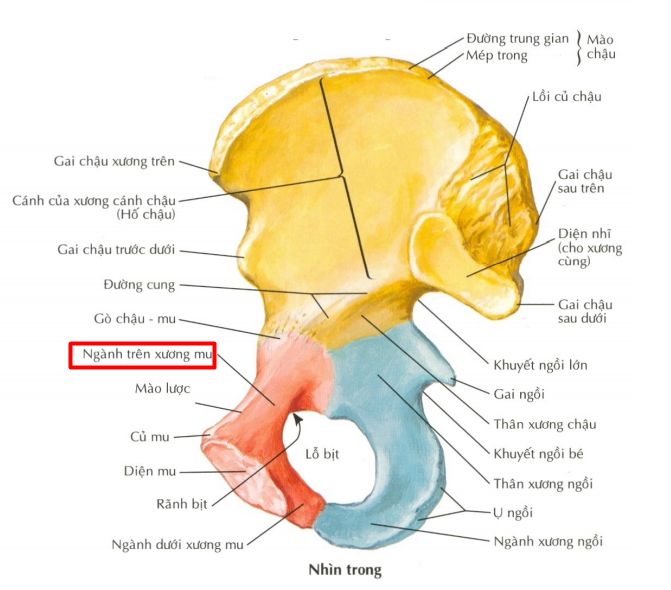 Đường trung gian
Mép trong
Mào
chậu
Lồi củ chậu
Gai chậu xương trên
Cánh của xương cánh chậu
(Hố chậu)
Gai chậu trước dưới
Đường cung
Gò chậu - mu
Ngành trên xương mu
Mào lược
Củ mu
Diện mu
Rãnh bịt
Ngành dưới xương mu
Lỗ bịt
Gai chậu
sau trên
Diện nhĩ
(cho xương
cùng)
Gai chậu
sau dưới
Khuyết ngồi lớn
Gai ngồi
Thân xương chậu
Khuyết ngồi bé
Thân xương ngồi
Ụ ngồi
Ngành xương ngồi
Nhìn trong